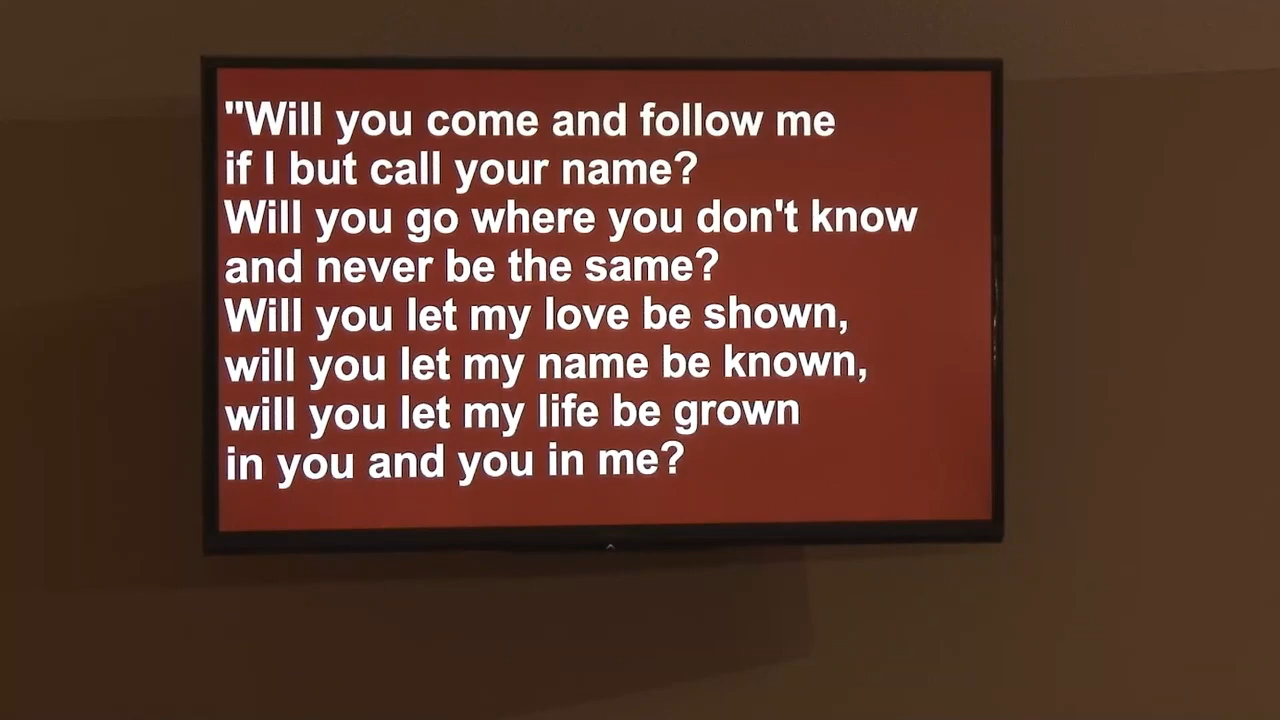 "Will you come and follow me
if I but call your name?
Will you go where you don't know
and never be the same?
Will you let my love be shown,
will you let my name be known,
will you let my life be grown
in you and you in me?